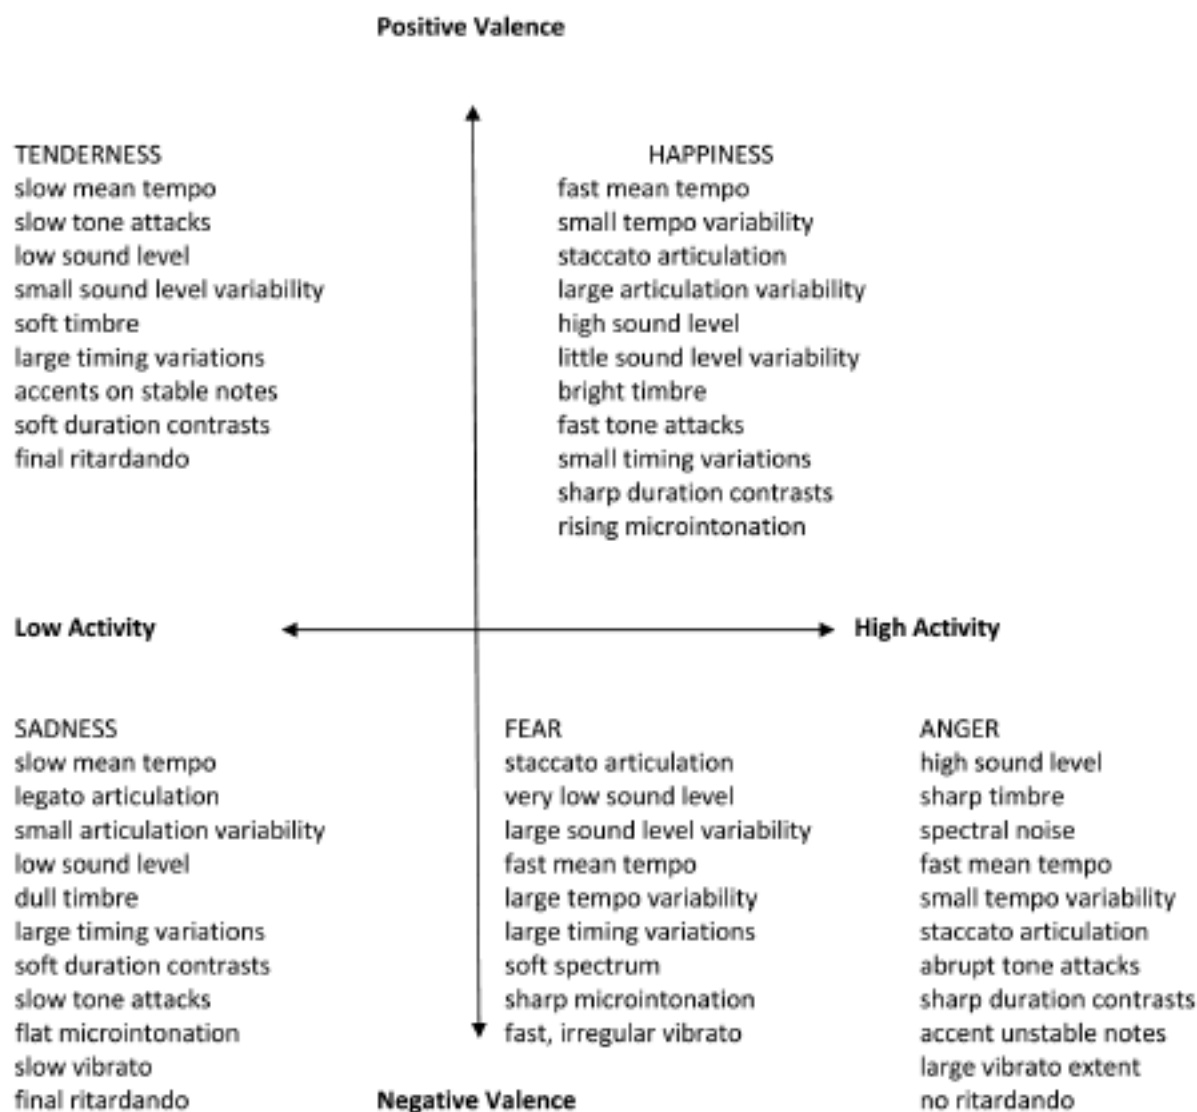 Positive Valence
TENDERNESS
slow mean tempo
slow tone attacks
low sound level
small sound level variability
soft timbre
large timing variations
accents on stable notes
soft duration contrasts
final ritardando
HAPPINESS
fast mean tempo
small tempo variability
staccato articulation
large articulation variability
high sound level
little sound level variability
bright timbre
fast tone attacks
small timing variations
sharp duration contrasts
rising microintonation
Low Activity
High Activity
SADNESS
slow mean tempo
legato articulation
small articulation variability
low sound level
dull timbre
large timing variations
soft duration contrasts
slow tone attacks
flat microintonation
slow vibrato
final ritardando
FEAR
staccato articulation
very low sound level
large sound level variability
fast mean tempo
large tempo variability
large timing variations
soft spectrum
sharp microintonation
fast, irregular vibrato
ANGER
high sound level
sharp timbre
spectral noise
fast mean tempo
small tempo variability
staccato articulation
abrupt tone attacks
sharp duration contrasts
accent unstable notes
large vibrato extent
no ritardando
Negative Valence